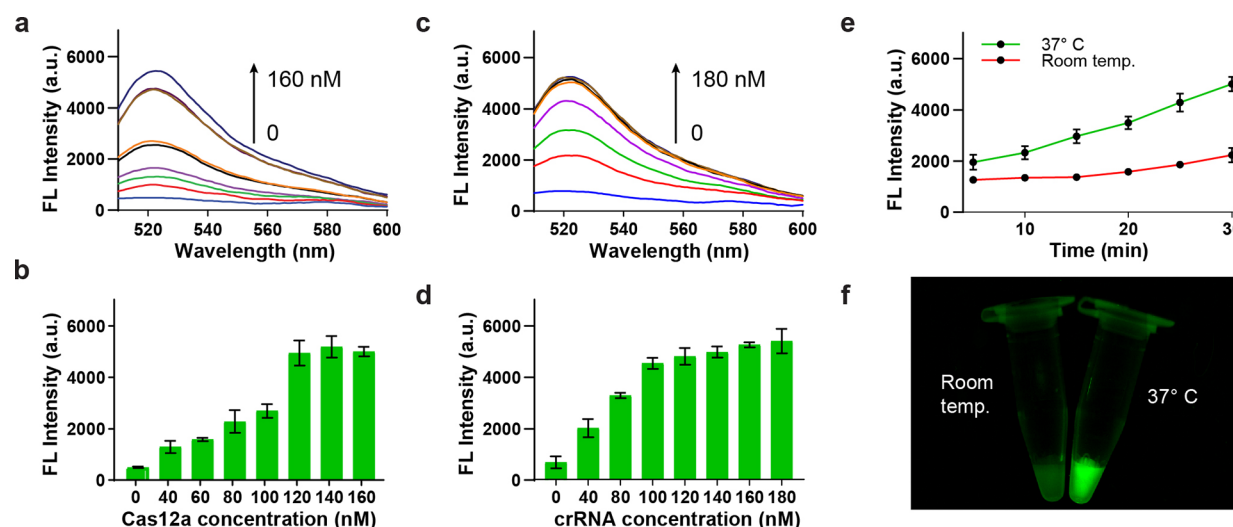 a
FL Intensity (a.u.)
6000
4000
2000
0
160 nM
0
520 540 560 580 600
Wavelength (nm)
c
FL Intensity (a.u.)
6000
4000
2000
0
180 nM
0
520 540 560 580 600
Wavelength (nm)
e
FL Intensity (a.u.)
6000
4000
2000
0
37° C
Room temp.
10 20 30
Time (min)
b
FL Intensity (a.u.)
6000
4000
2000
0
0 40 60 80 100 120 140 160
Cas12a concentration (nM)
d
FL Intensity (a.u.)
6000
4000
2000
0
0 40 80 100 120 140 160 180
crRNA concentration (nM)
f
Room
temp.
37° C